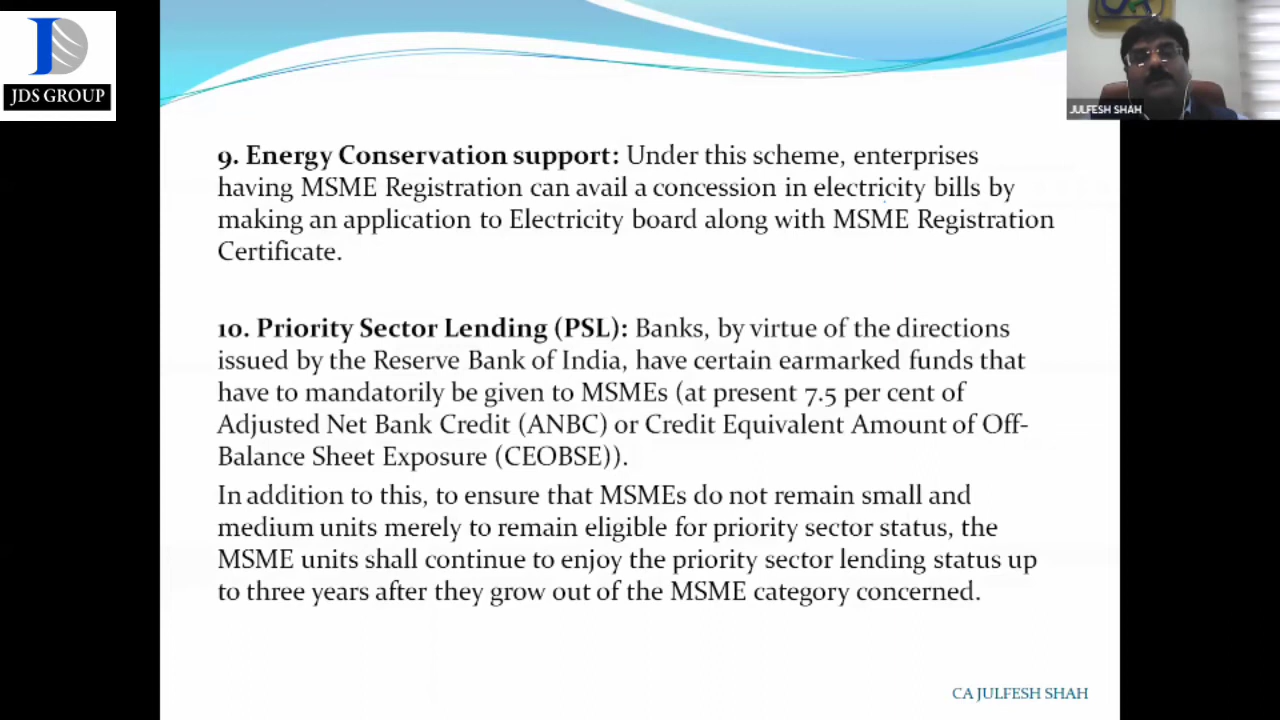 JDS GROUP
JULFESH SHAH
9. Energy Conservation support: Under this scheme, enterprises
having MSME Registration can avail a concession in electricity bills by
making an application to Electricity board along with MSME Registration
Certificate.
10. Priority Sector Lending (PSL): Banks, by virtue of the directions
issued by the Reserve Bank of India, have certain earmarked funds that
have to mandatorily be given to MSMEs (at present 7.5 per cent of
Adjusted Net Bank Credit (ANBC) or Credit Equivalent Amount of Off-
Balance Sheet Exposure (CEOBSE)).
In addition to this, to ensure that MSMEs do not remain small and
medium units merely to remain eligible for priority sector status, the
MSME units shall continue to enjoy the priority sector lending status up
to three years after they grow out of the MSME category concerned.
CA JULFESH SHAH